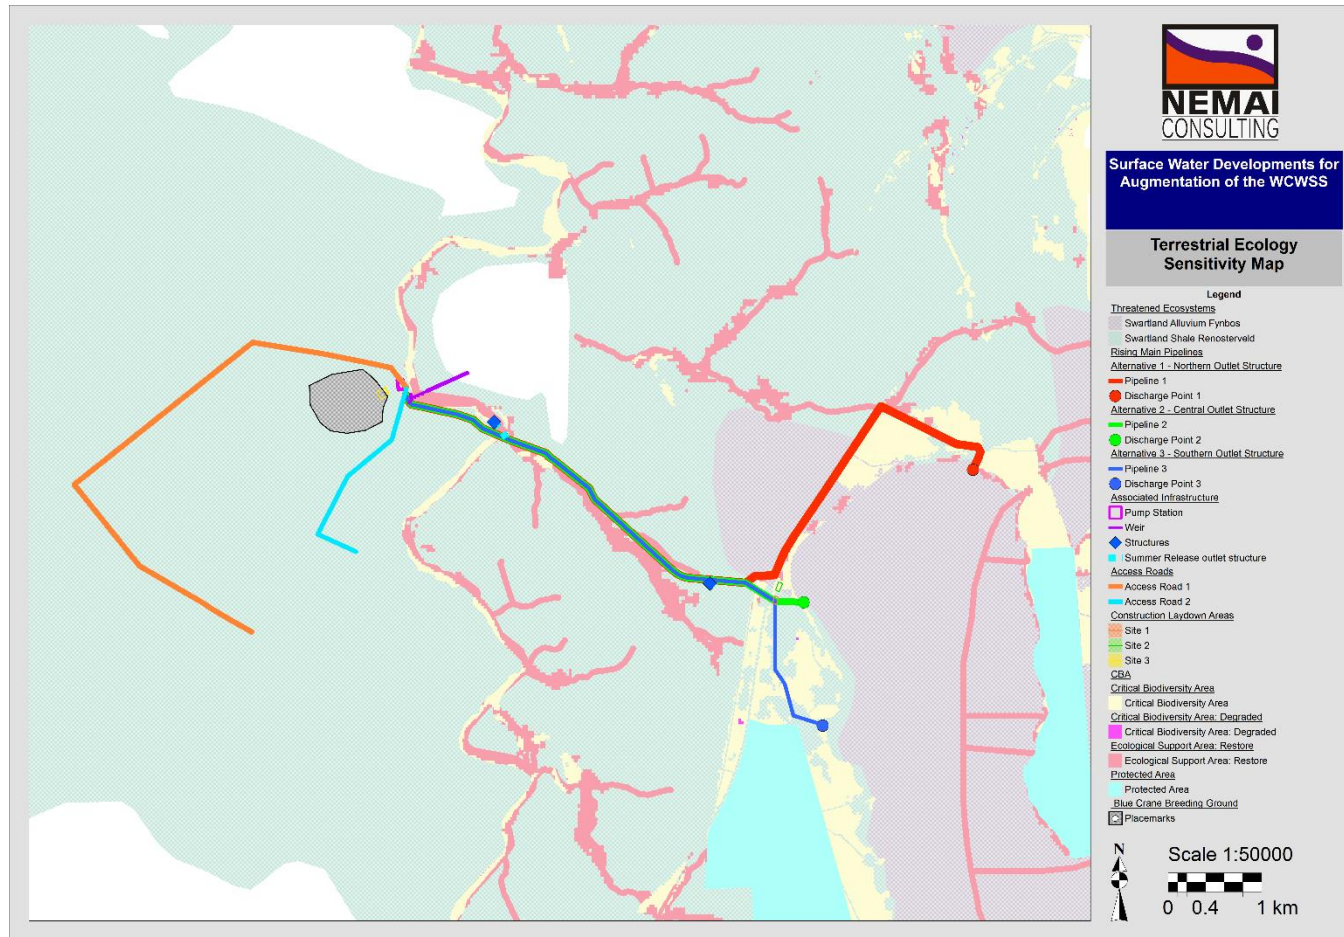 NEMAI
CONSULTING
Surface Water Developments for
Augmentation of the WCWSS
Terrestrial Ecology
Sensitivity Map
Legend
Threatened Ecosystems
Swartland Alluvium Fynbos
Swartland Shale Renosterveld
Rising Main Pipelines
Alternative 1 - Northern Outlet Structure
Pipeline 1
Discharge Point 1
Alternative 2 - Central Outlet Structure
Pipeline 2
Discharge Point 2
Alternative 3 - Southern Outlet Structure
Pipeline 3
Discharge Point 3
Associated Infrastructure
Pump Station
Weir
Structures
Summer Release outlet structure
Access Roads
Access Road 1
Access Road 2
Construction Laydown Areas
Site 1
Site 2
Site 3
CBA
Critical Biodiversity Area
Critical Biodiversity Area
Critical Biodiversity Area: Degraded
Critical Biodiversity Area: Degraded
Ecological Support Area: Restore
Ecological Support Area: Restore
Protected Area
Protected Area
Blue Crane Breeding Ground
Placemarks
N
Scale 1:50000
0 0.4 1 km